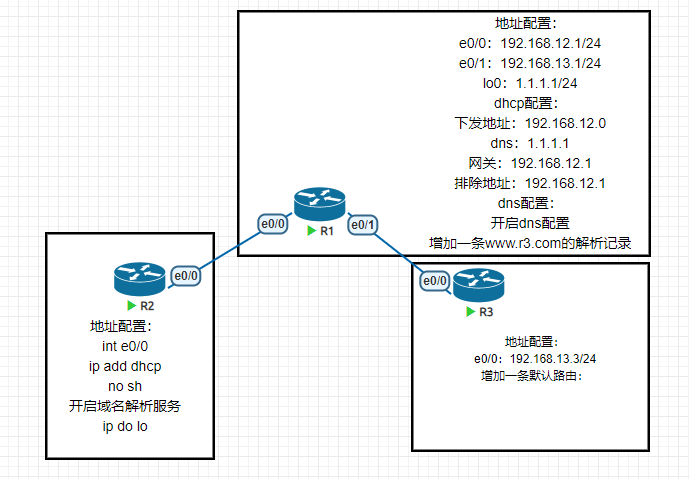 地址配置：
e0/0：192.168.12.1/24
e0/1：192.168.13.1/24
lo0：1.1.1.1/24
dhcp配置：
下发地址：192.168.12.0
dns：1.1.1.1
网关：192.168.12.1
排除地址：192.168.12.1
dns配置：
开启dns配置
增加一条www.r3.com的解析记录
R1
e0/0
e0/1
e0/0
R2
地址配置：
int e0/0
ip add dhcp
no sh
开启域名解析服务
ip do lo
e0/0
R3
地址配置：
e0/0：192.168.13.3/24
增加一条默认路由：